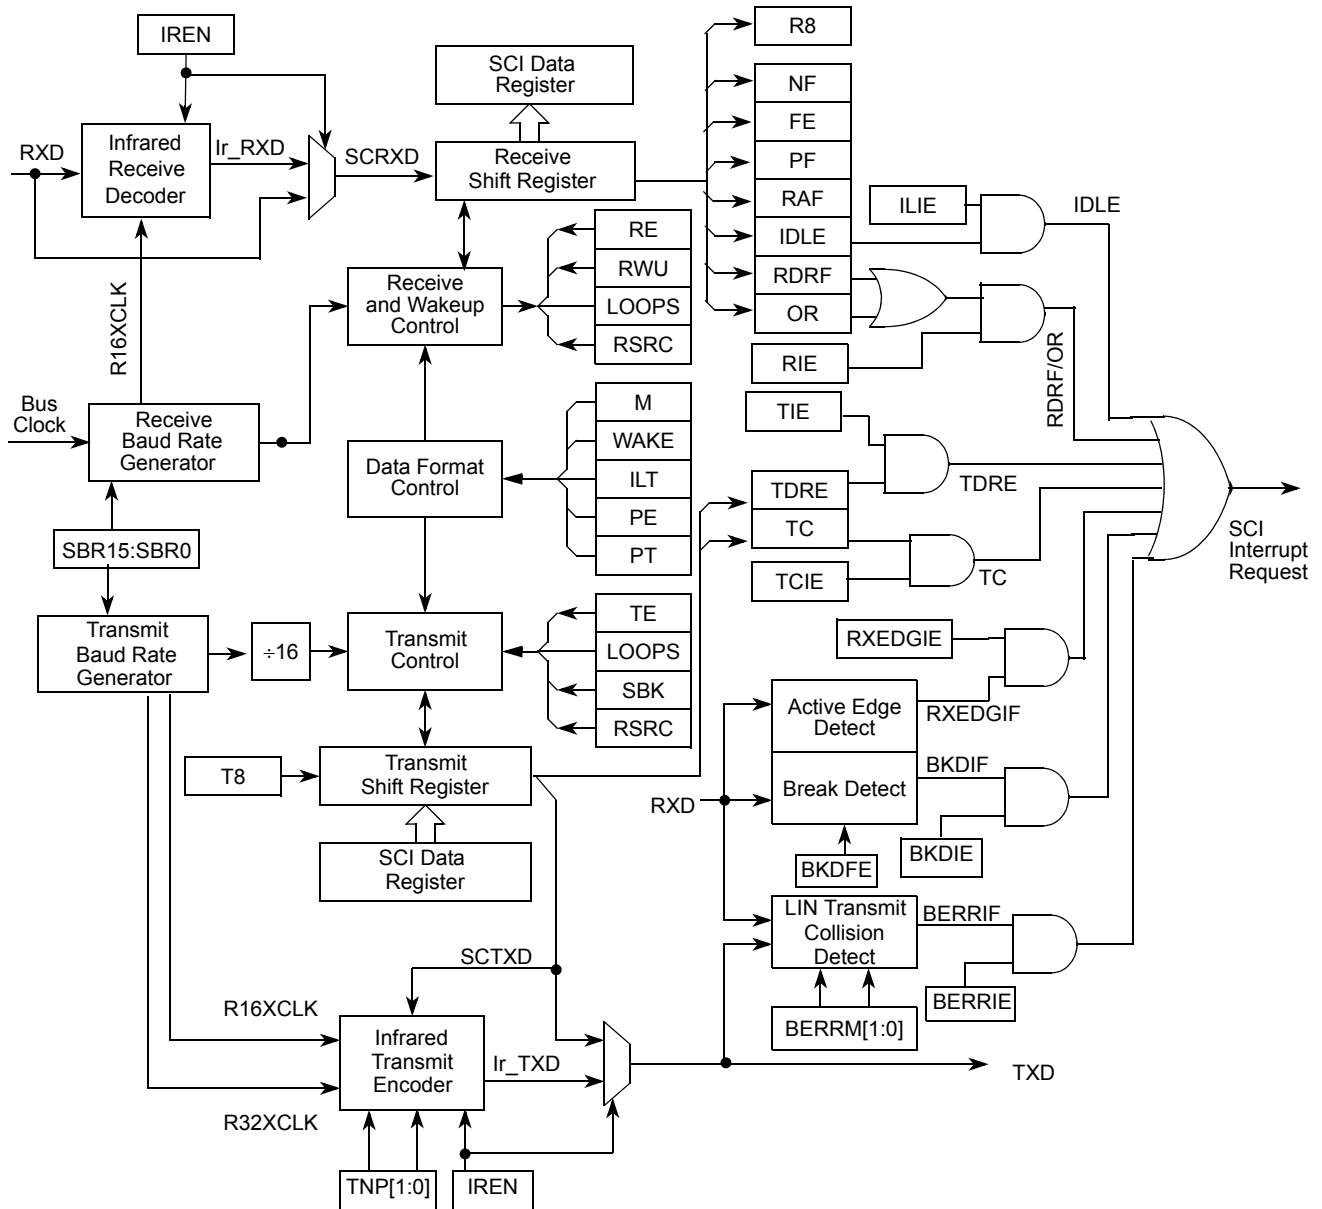 IREN
SCI Data
Register
R8
NF
FE
PF
RAF
IDLE
RDRF
OR
RXD
Infrared
Receive
Decoder
Ir_RXD
SCRXD
Receive
Shift Register
ILIE
IDLE
RE
RWU
LOOPS
RSRC
Receive
and Wakeup
Control
R16XCLK
RIE
RDRF/OR
Bus
Clock
Receive
Baud Rate
Generator
M
WAKE
ILT
PE
PT
Data Format
Control
TIE
TDRE
TC
TDRE
TCIE
TC
SCI
Interrupt
Request
SBR15:SBR0
Transmit
Baud Rate
Generator
÷16
Transmit
Control
TE
LOOPS
SBK
RSRC
RXEDGIE
Active Edge
Detect
RXEDGIF
T8
Transmit
Shift Register
RXD
Break Detect
BKDIF
BKDIE
BKDFE
SCI Data
Register
LIN Transmit
Collision
Detect
BERRIF
BERRIE
BERRM[1:0]
SCTXD
R16XCLK
Infrared
Transmit
Encoder
Ir_TXD
TXD
R32XCLK
TNP[1:0]
IREN